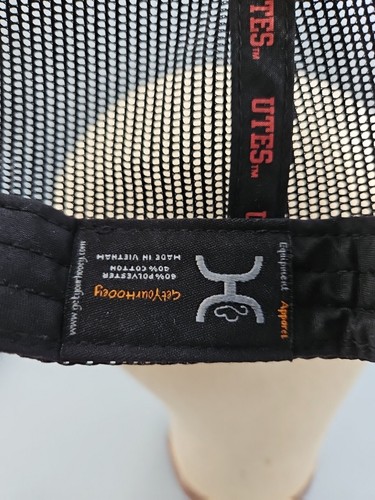 UTES™
UTES™
U
Equipment Apparel
GetYourHooey
60% POLYESTER
40% COTTON
MADE IN VIETNAM
www.getyourhooey.com